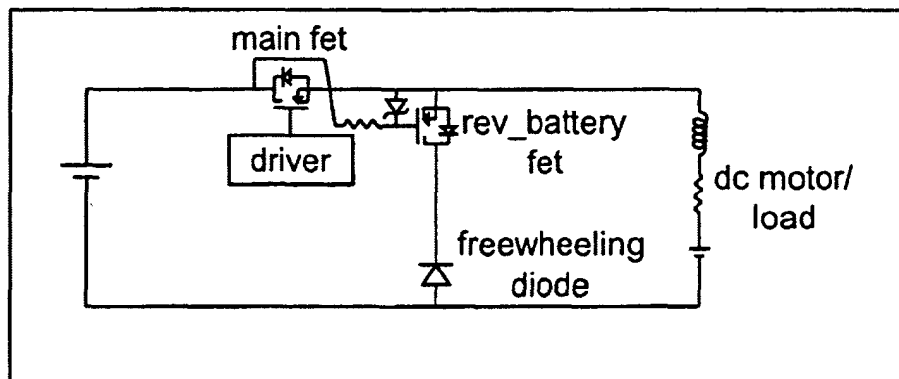 main fet
driver
rev_battery
fet
dc motor/
load
freewheeling
diode